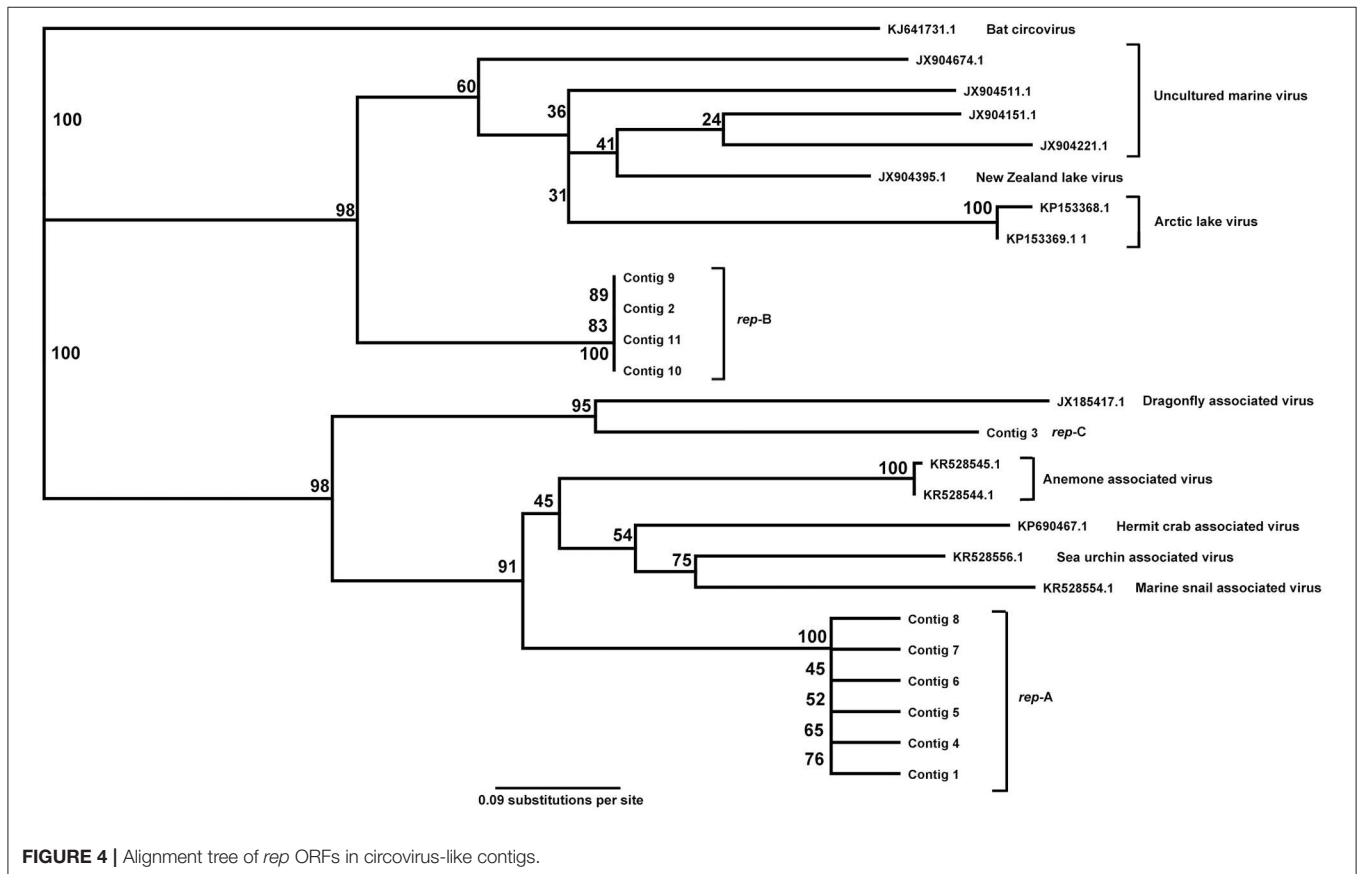 KJ641731.1 Bat circovirus
JX904674.1
60
JX904511.1
36
Uncultured marine virus
JX904151.1
24
100
41
JX904221.1
JX904395.1 New Zealand lake virus
31
98
100
KP153368.1
Arctic lake virus
KP153369.1 1
Contig 9
89
Contig 2
rep-B
83
Contig 11
100
100
Contig 10
JX185417.1 Dragonfly associated virus
95
Contig 3 rep-C
KR528545.1
100
Anemone associated virus
98
KR528544.1
45
KP690467.1 Hermit crab associated virus
54
KR528556.1 Sea urchin associated virus
75
91
KR528554.1 Marine snail associated virus
Contig 8
100
Contig 7
45
Contig 6
rep-A
52
Contig 5
65
Contig 4
76
Contig 1
0.09 substitutions per site
FIGURE 4 | Alignment tree of rep ORFs in circovirus-like contigs.